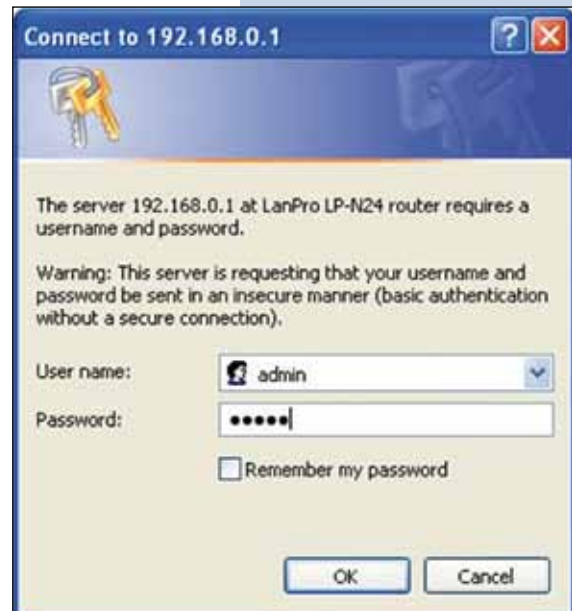 Connect to 192.168.0.1
The server 192.168.0.1 at LanPro LP-N24 router requires a
username and password.
Warning: This server is requesting that your username and
password be sent in an insecure manner (basic authentication
without a secure connection).
User name:
admin
Password:
•••••
Remember my password
OK
Cancel